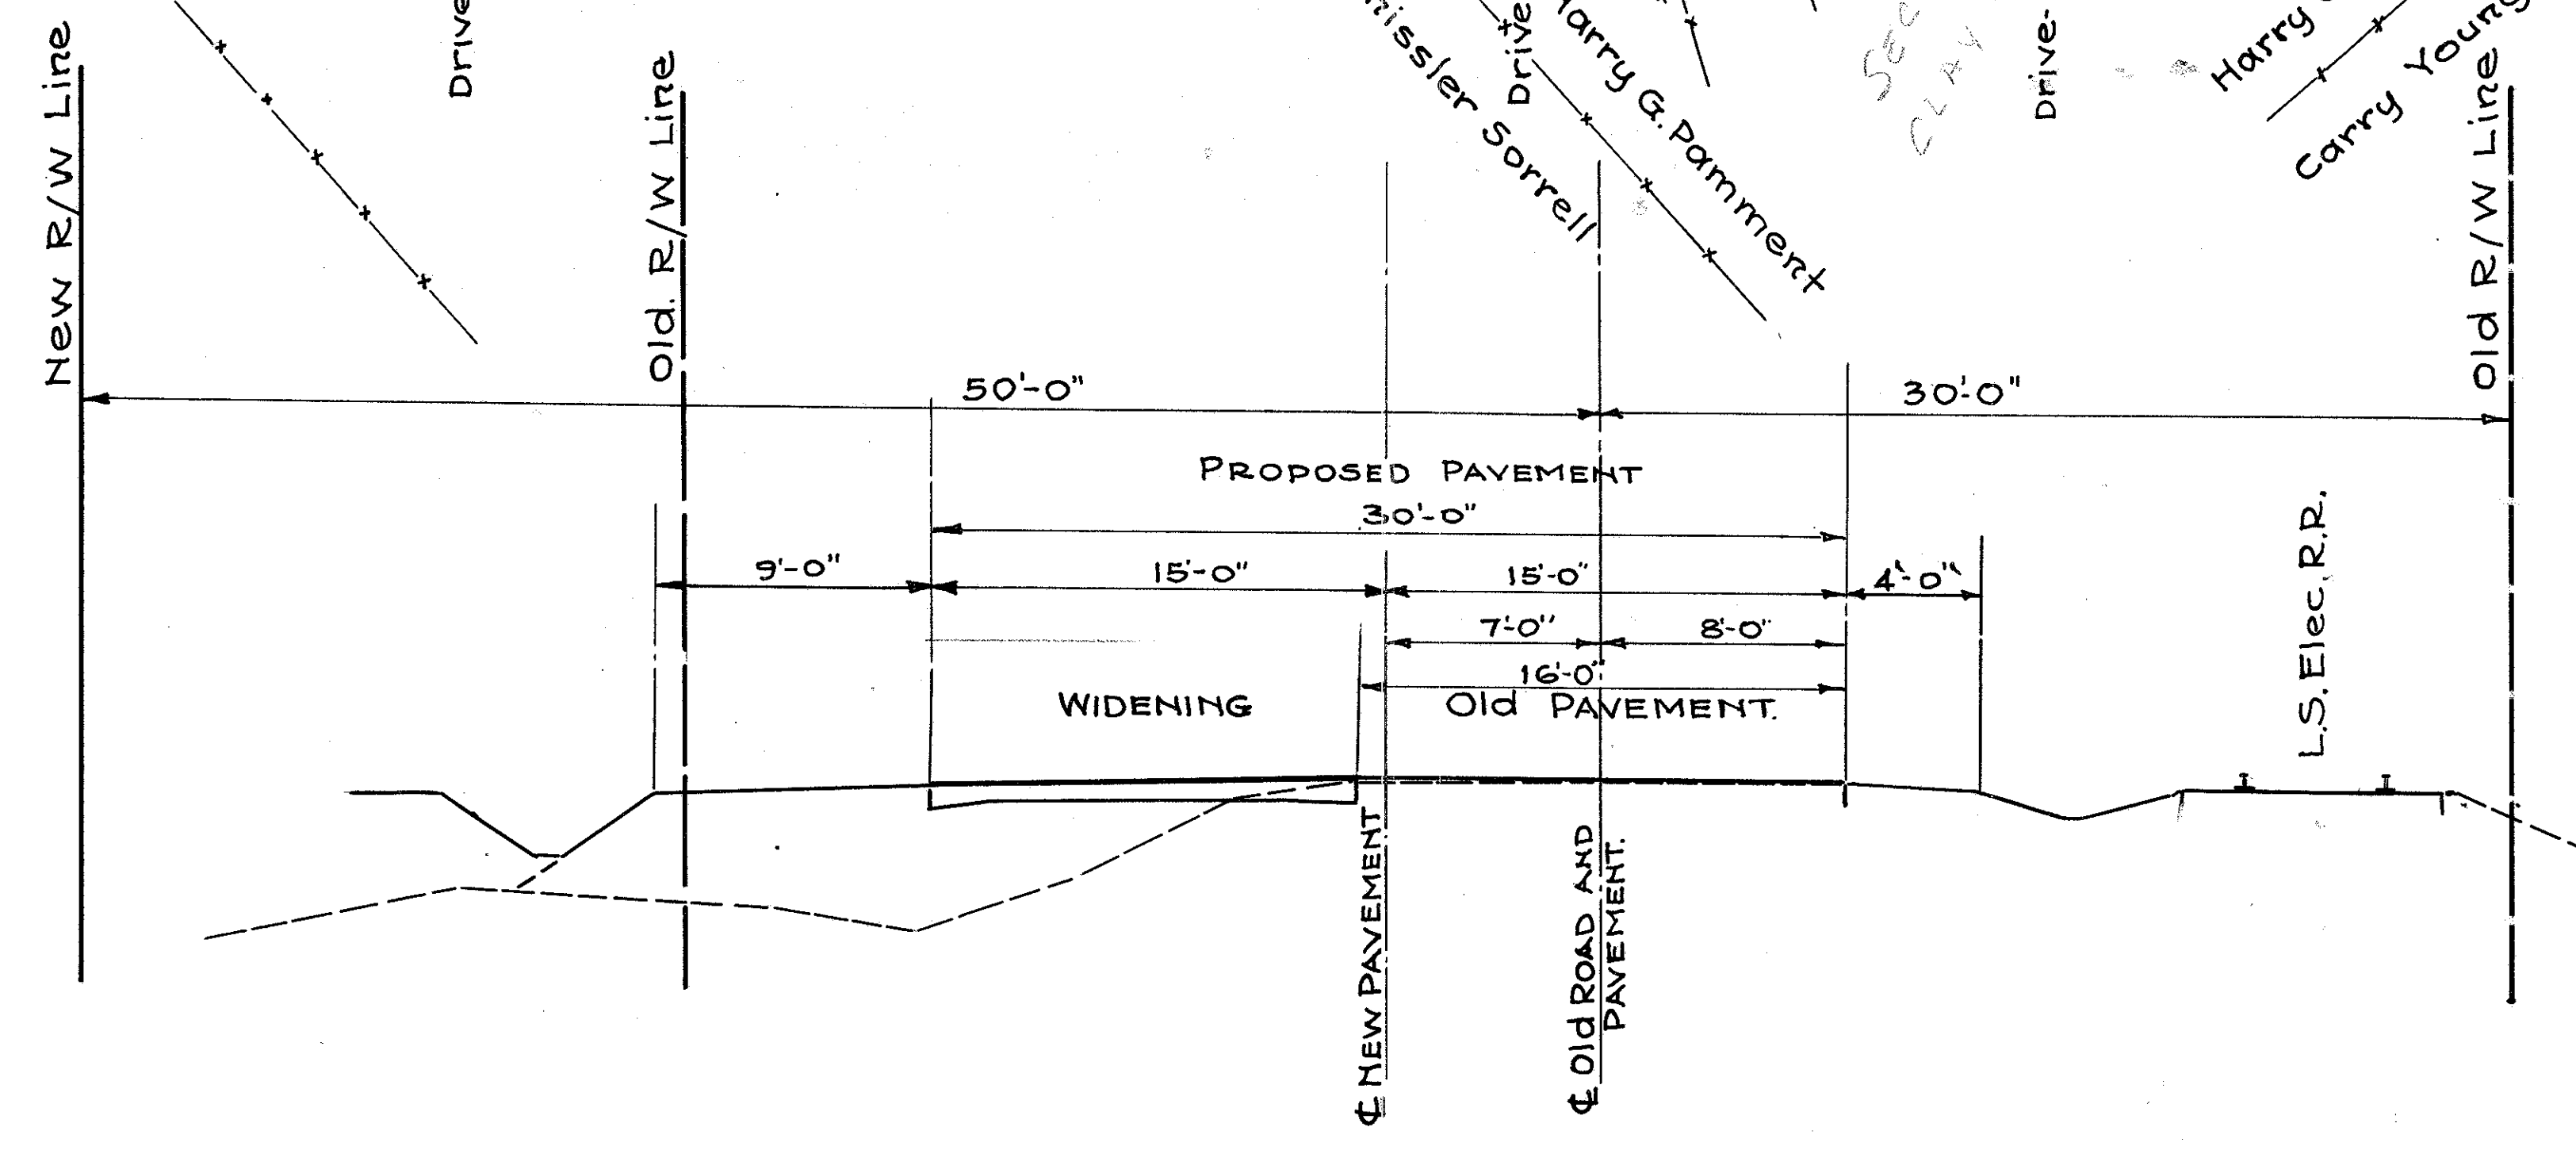 New R/W Line
Drive
Old. R/W Line
Sorrell
Drive
Harry G. Pamment
SEC
CLAY
Drive-
Harry
Carry Young
Old R/W Line
50'-0"
30'-0"
PROPOSED PAVEMENT
30'-0"
9'-0"
15'-0"
15'-0"
4'-0"
7'-0"
8'-0"
16'-0"
WIDENING
Old PAVEMENT.
L.S. Elec. R.R.
℄ NEW PAVEMENT
℄ Old ROAD AND
PAVEMENT.